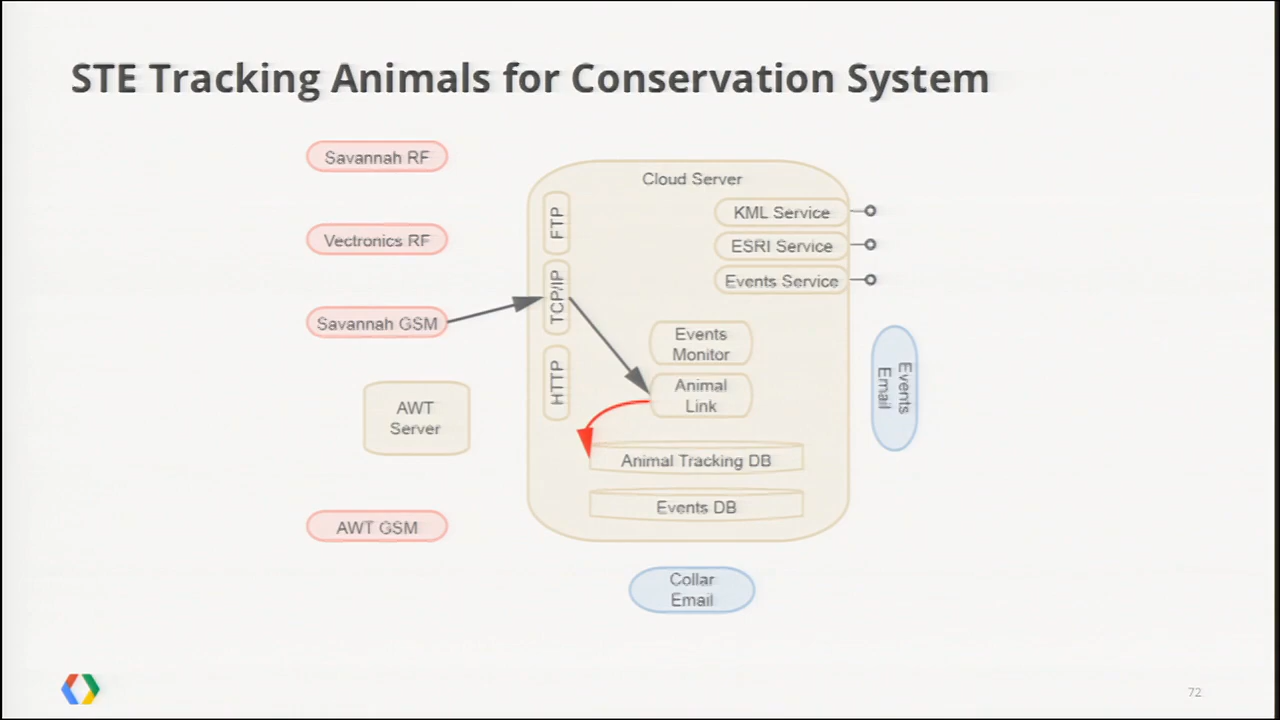 STE Tracking Animals for Conservation System
Savannah RF
Vectronics RF
Savannah GSM
AWT
Server
AWT GSM
Cloud Server
FTP
TCP/IP
HTTP
KML Service
ESRI Service
Events Service
Events
Monitor
Animal
Link
Animal Tracking DB
Events DB
Events
Email
Collar
Email
72